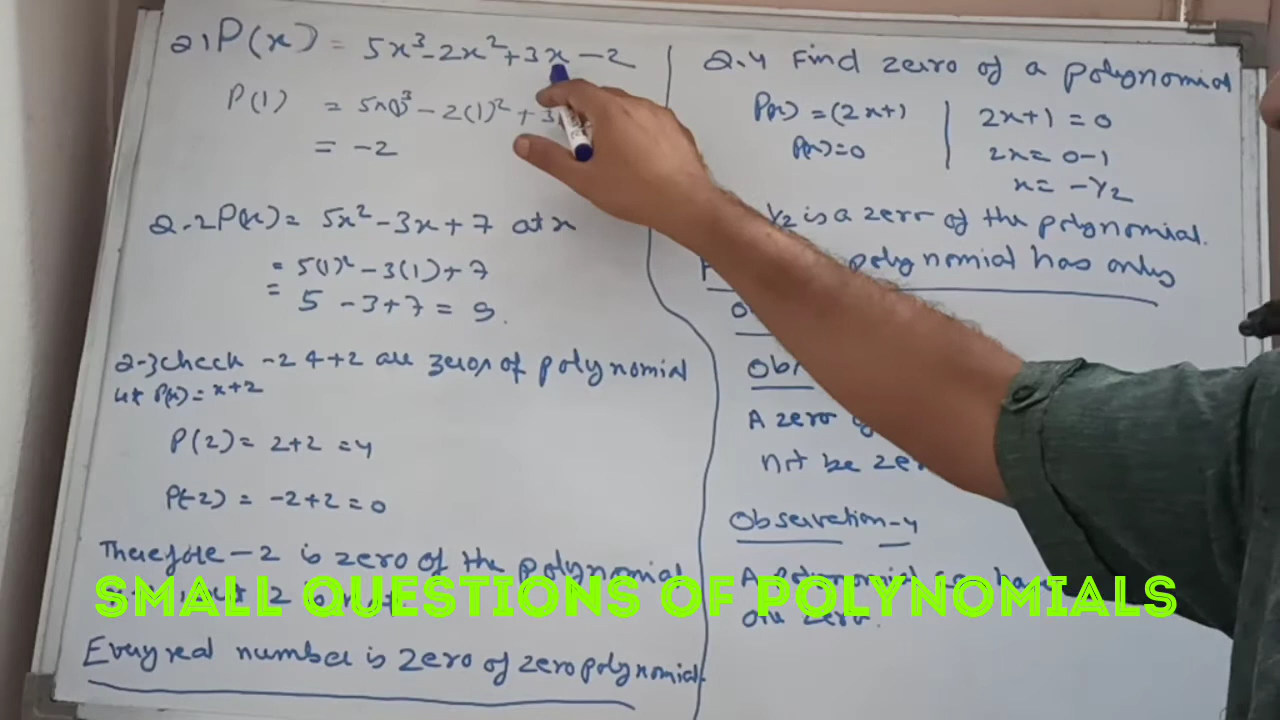 Q1 P(x) = 5x³-2x²+3x-2
P(1) = 5x(1)³ - 2(1)² + 3
= -2
Q.2 P(x) = 5x²-3x+7 at x
= 5(1)² - 3(1) + 7
= 5 - 3+7 = 9.
Q-3 check -2 & +2 are zeros of polynomial
let P(x) = x+2
P(2) = 2+2 = 4
P(-2) = -2+2 = 0
Therefore -2 is zero of the polynomial
2
Every real number is zero of zero polynomial.
Q.4 Find zero of a polynomial
P(x) = (2x+1)
P(x) = 0
2x+1 = 0
2x = 0-1
x = -1/2
1/2 is a zero of the polynomial.
polynomial has only
A zero
not be
Observation-4
A polynomial
one zero.
SMALL QUESTIONS OF POLYNOMIALS